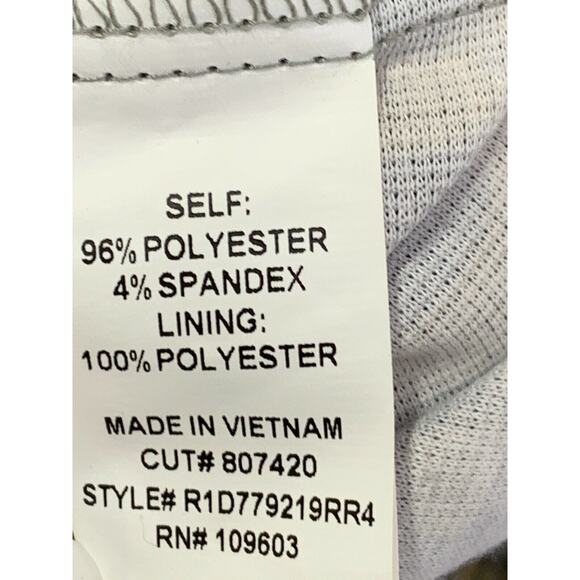 SELF:
96% POLYESTER
4% SPANDEX
LINING:
100% POLYESTER
MADE IN VIETNAM
CUT# 807420
STYLE# R1D779219RR4
RN# 109603